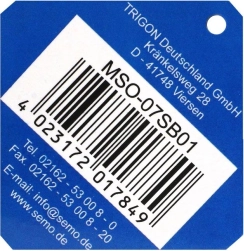 TRIGON Deutschland GmbH
Kränkelsweg 28
D - 41748 Viersen
MSO-07SB01
4 023172 017849
Tel. 02162 - 53 00 8 - 0
Fax. 02162 - 53 00 8 - 20
E-mail: info@semo.de
www.semo.de